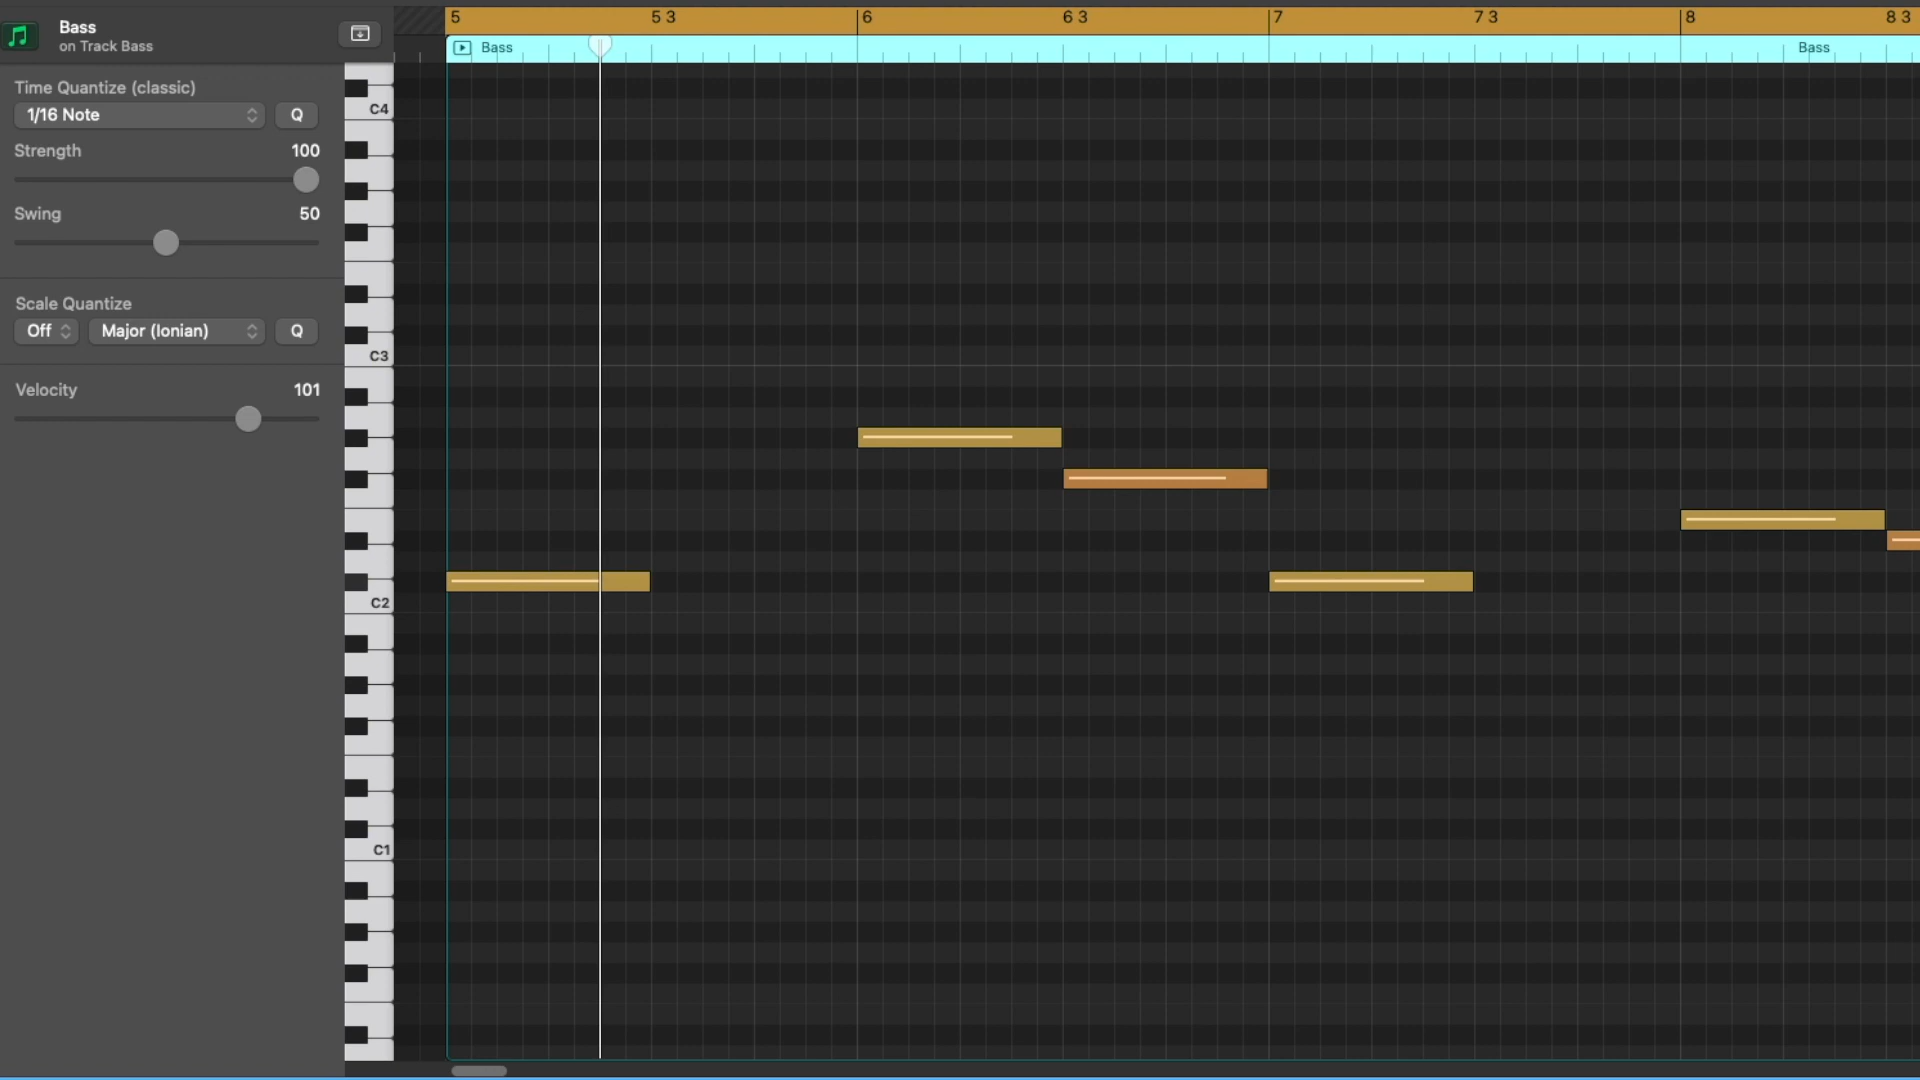 Bass
on Track Bass
5
5 3
6
6 3
7
7 3
8
8 3
Bass
Bass
Time Quantize (classic)
1/16 Note
Q
Strength
100
Swing
50
Scale Quantize
Off
Major (Ionian)
Q
Velocity
101
C4
C3
C2
C1